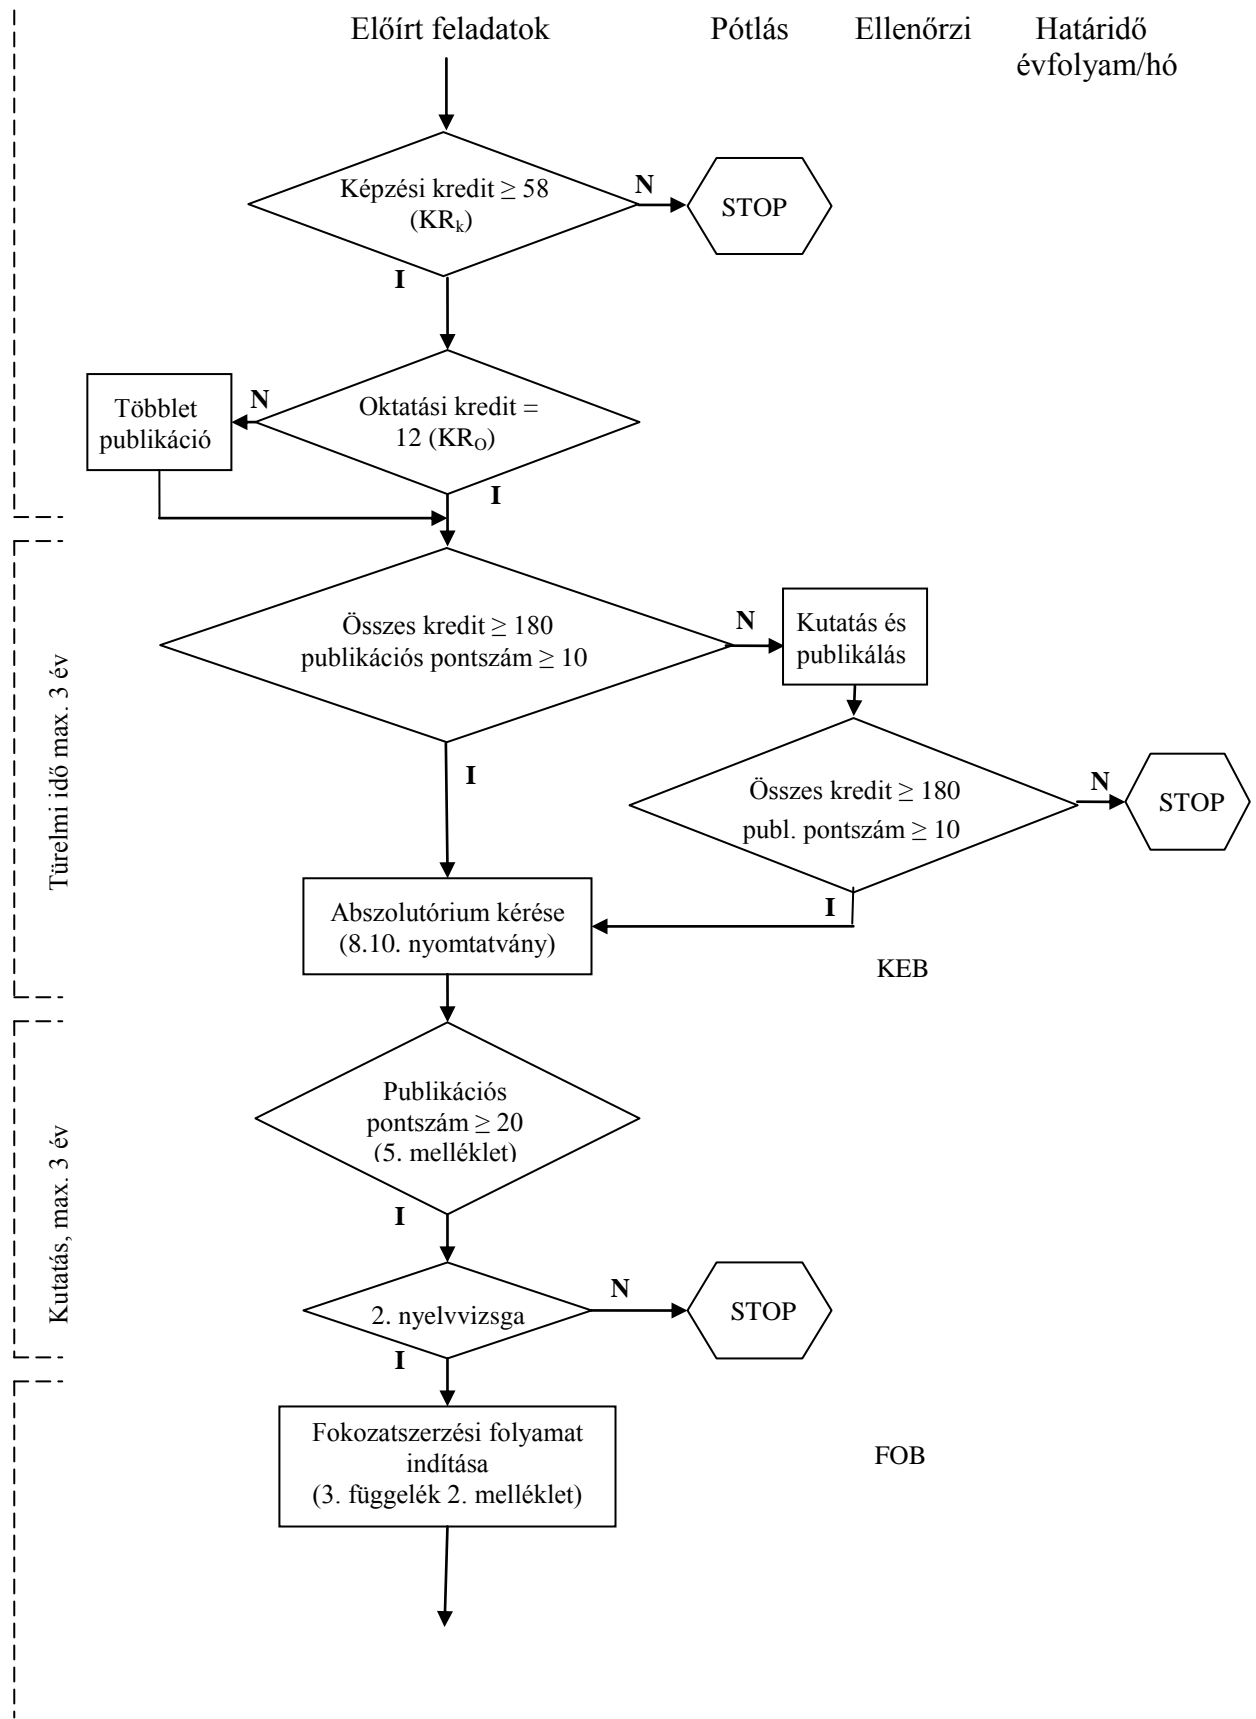 Előírt feladatok
Pótlás
Ellenőrzi
Határidő
évfolyam/hó
Képzési kredit ≥ 58
(KRk)
N
STOP
I
Többlet
publikáció
N
Oktatási kredit =
12 (KRO)
I
Türelmi idő max. 3 év
Összes kredit ≥ 180
publikációs pontszám ≥ 10
N
Kutatás és
publikálás
I
Összes kredit ≥ 180
publ. pontszám ≥ 10
N
STOP
I
Abszolutórium kérése
(8.10. nyomtatvány)
KEB
Kutatás, max. 3 év
Publikációs
pontszám ≥ 20
(5. melléklet)
I
2. nyelvvizsga
N
STOP
I
Fokozatszerzési folyamat
indítása
(3. függelék 2. melléklet)
FOB